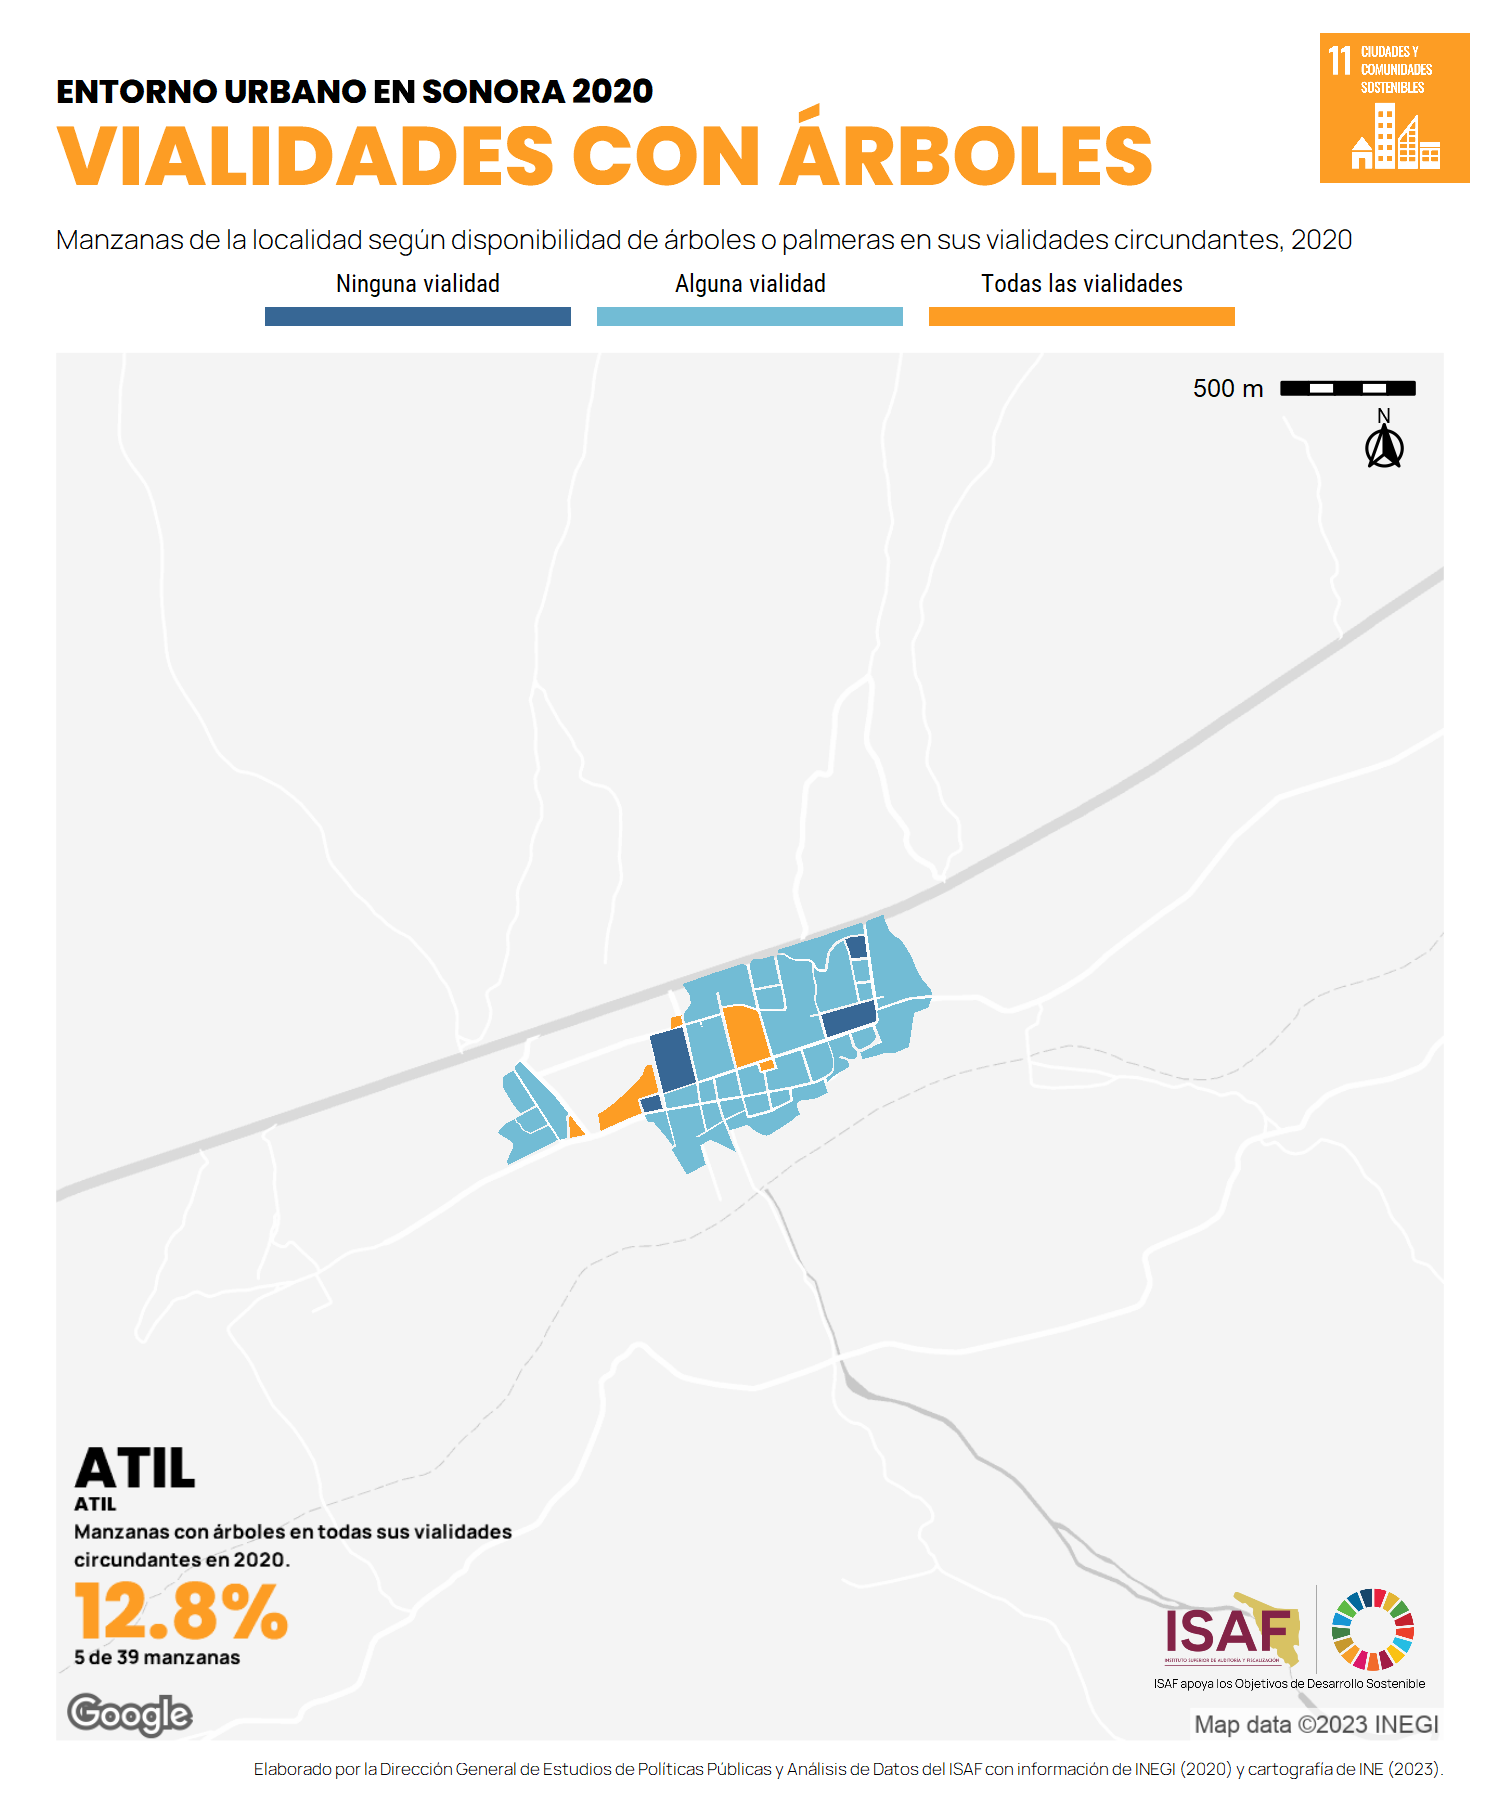 11 CIUDADES Y
COMUNIDADES
SOSTENIBLES
ENTORNO URBANO EN SONORA 2020
VIALIDADES CON ÁRBOLES
Manzanas de la localidad según disponibilidad de árboles o palmeras en sus vialidades circundantes, 2020
Ninguna vialidad
Alguna vialidad
Todas las vialidades
500 m
N
ATIL
ATIL
Manzanas con árboles en todas sus vialidades
circundantes en 2020.
12.8%
5 de 39 manzanas
Google
ISAF
INSTITUTO SUPERIOR DE AUDITORÍA Y FISCALIZACIÓN
ISAF apoya los Objetivos de Desarrollo Sostenible
Map data ©2023 INEGI
Elaborado por la Dirección General de Estudios de Políticas Públicas y Análisis de Datos del ISAF con información de INEGI (2020) y cartografía de INE (2023).